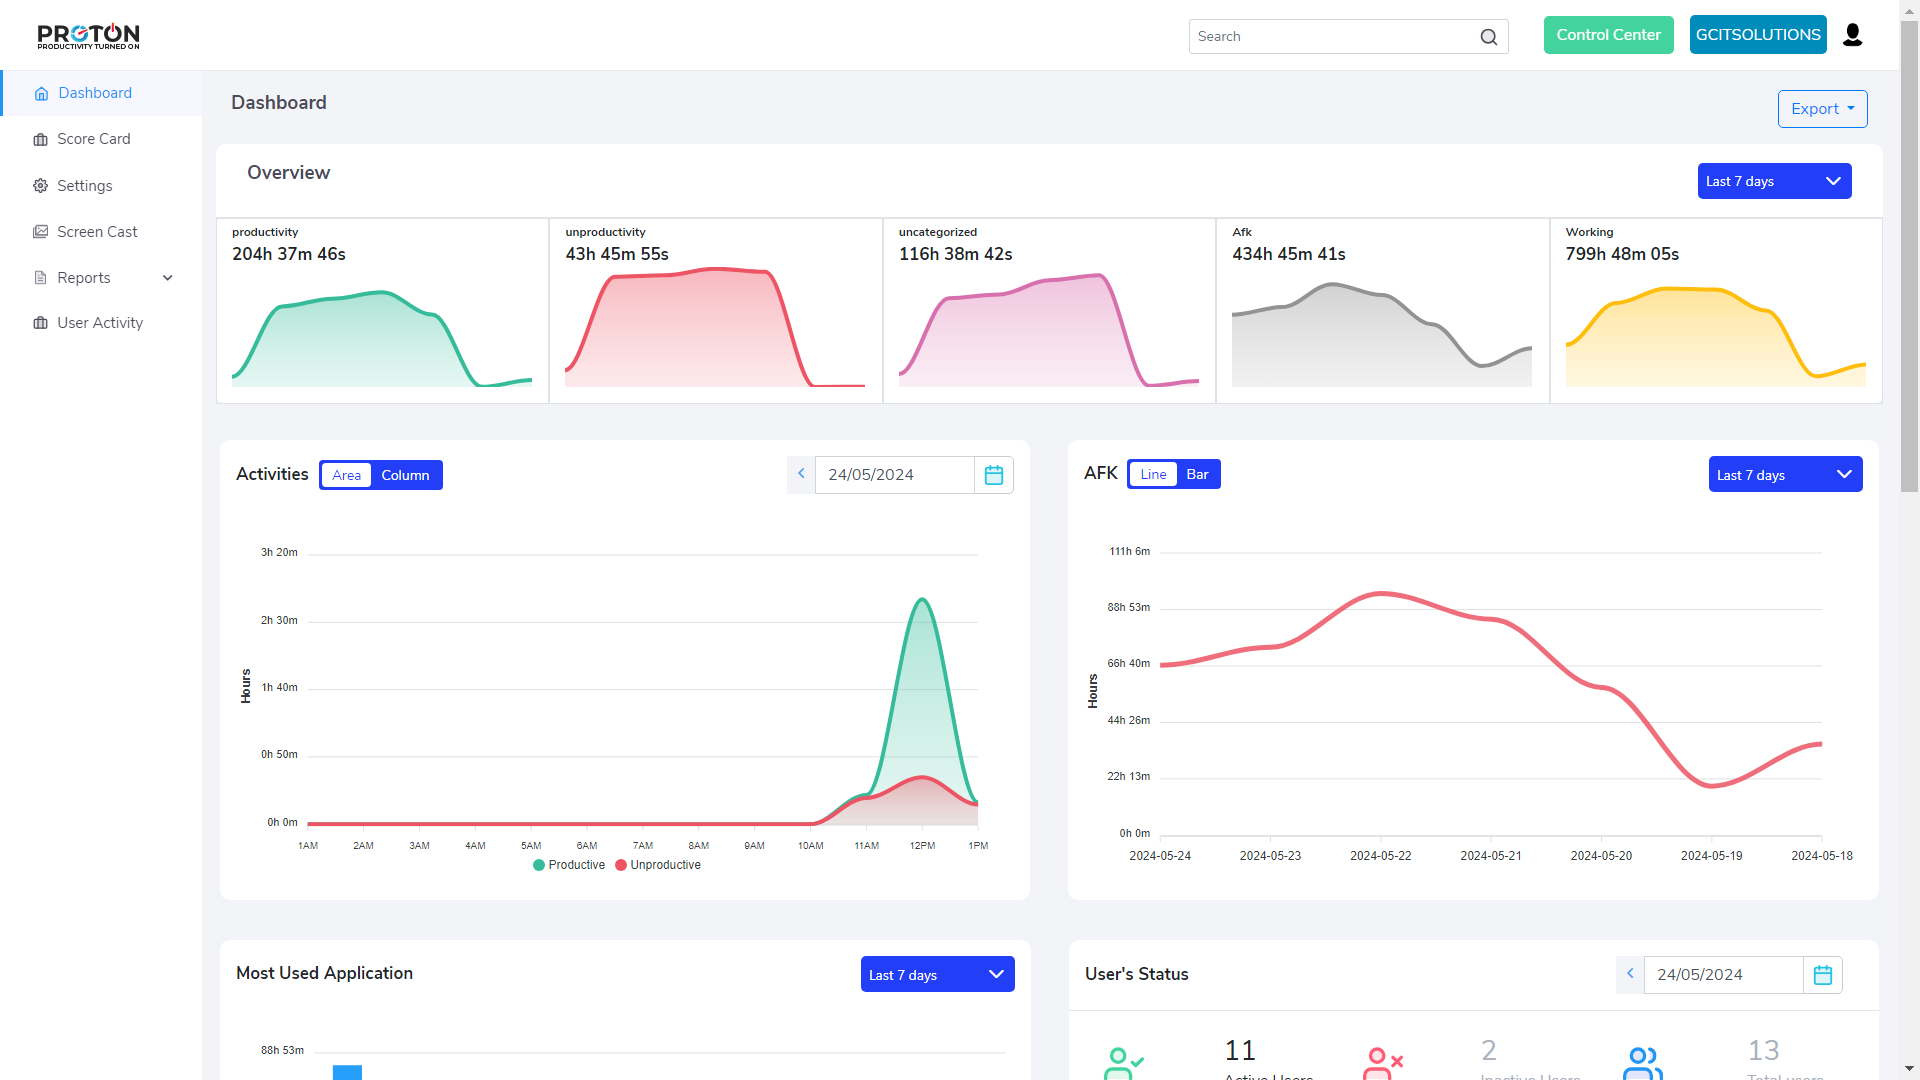 PROTON
PRODUCTIVITY TURNED ON
Search
Control Center
GCITSOLUTIONS
Dashboard
Score Card
Settings
Screen Cast
Reports
User Activity
Dashboard
Export
Overview
Last 7 days
productivity
204h 37m 46s
unproductivity
43h 45m 55s
uncategorized
116h 38m 42s
Afk
434h 45m 41s
Working
799h 48m 05s
Activities
Area
Column
24/05/2024
3h 20m
2h 30m
1h 40m
0h 50m
0h 0m
Hours
1AM 2AM 3AM 4AM 5AM 6AM 7AM 8AM 9AM 10AM 11AM 12PM 1PM
Productive
Unproductive
AFK
Line
Bar
Last 7 days
111h 6m
88h 53m
66h 40m
44h 26m
22h 13m
0h 0m
Hours
2024-05-24 2024-05-23 2024-05-22 2024-05-21 2024-05-20 2024-05-19 2024-05-18
Most Used Application
Last 7 days
88h 53m
User's Status
24/05/2024
11
Active Users
2
Inactive Users
13
Total users